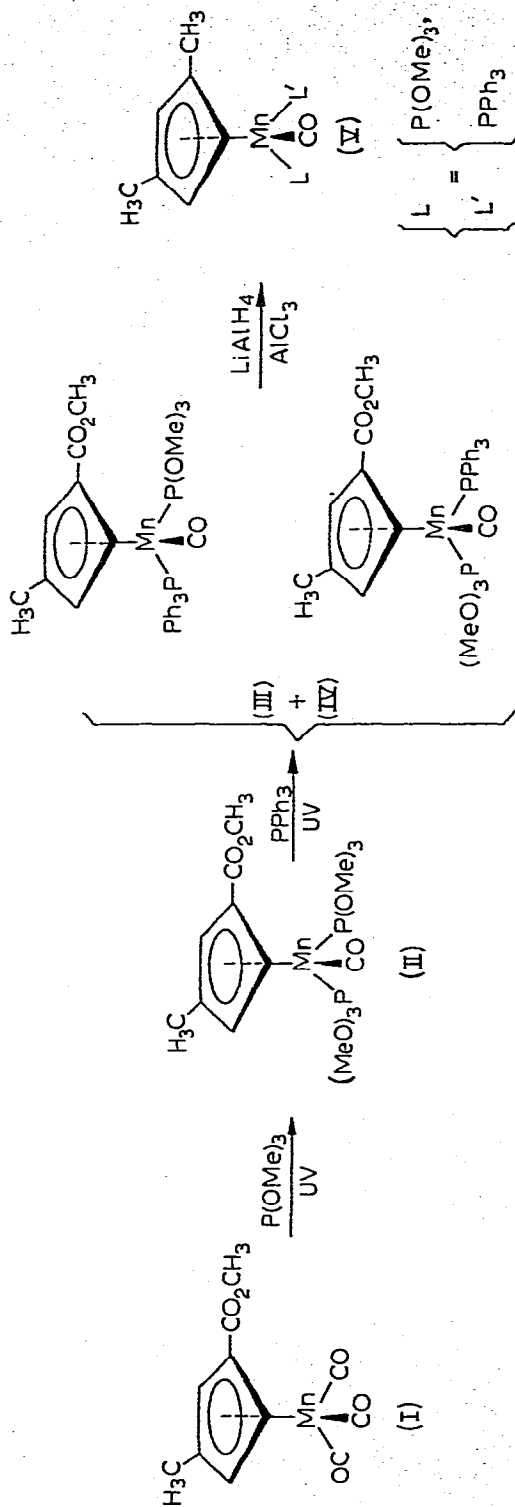 H3C
CO2CH3
Mn
OC
CO
CO
(I)
P(OMe)3
UV
H3C
CO2CH3
Mn
(MeO)3P
CO
P(OMe)3
(II)
PPh3
UV
(III)
+
(IV)
H3C
CO2CH3
Mn
Ph3P
CO
P(OMe)3
H3C
CO2CH3
Mn
(MeO)3P
CO
PPh3
LiAlH4
AlCl3
H3C
CH3
Mn
L
CO
L'
(V)
L = P(OMe)3,
L' PPh3